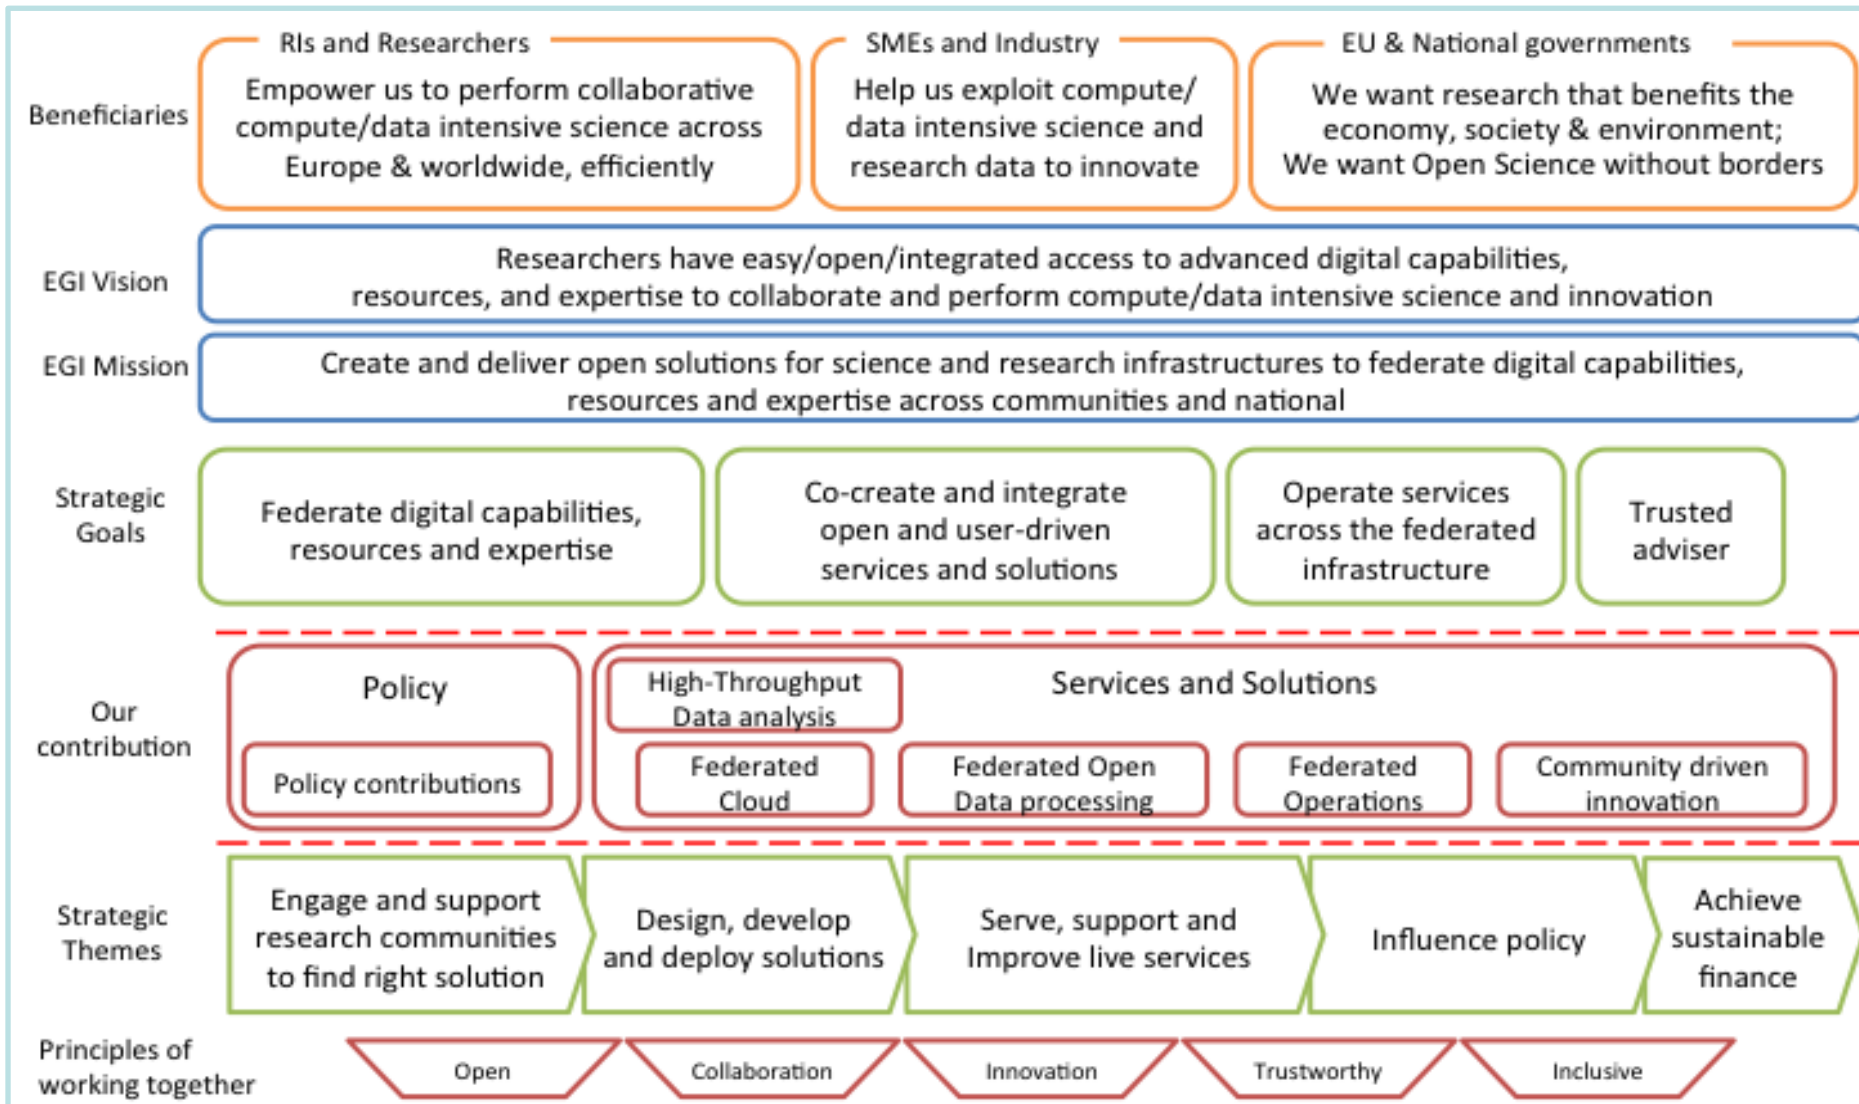 RIs and Researchers
SMEs and Industry
EU & National governments
Beneficiaries
Empower us to perform collaborative
compute/data intensive science across
Europe & worldwide, efficiently
Help us exploit compute/
data intensive science and
research data to innovate
We want research that benefits the
economy, society & environment;
We want Open Science without borders
EGI Vision
Researchers have easy/open/integrated access to advanced digital capabilities,
resources, and expertise to collaborate and perform compute/data intensive science and innovation
EGI Mission
Create and deliver open solutions for science and research infrastructures to federate digital capabilities,
resources and expertise across communities and national
Strategic
Goals
Federate digital capabilities,
resources and expertise
Co-create and integrate
open and user-driven
services and solutions
Operate services
across the federated
infrastructure
Trusted
adviser
Our
contribution
Policy
Policy contributions
Services and Solutions
High-Throughput
Data analysis
Federated
Cloud
Federated Open
Data processing
Federated
Operations
Community driven
innovation
Strategic
Themes
Engage and support
research communities
to find right solution
Design, develop
and deploy solutions
Serve, support and
Improve live services
Influence policy
Achieve
sustainable
finance
Principles of
working together
Open
Collaboration
Innovation
Trustworthy
Inclusive